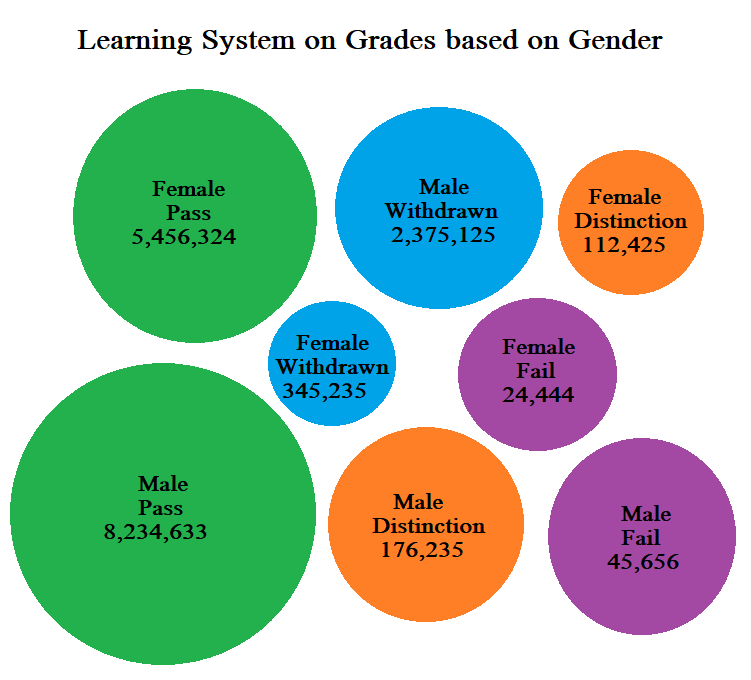 Learning System on Grades based on Gender
Female
Pass
5,456,324
Male
Withdrawn
2,375,125
Female
Distinction
112,425
Female
Withdrawn
345,235
Female
Fail
24,444
Male
Pass
8,234,633
Male
Distinction
176,235
Male
Fail
45,656